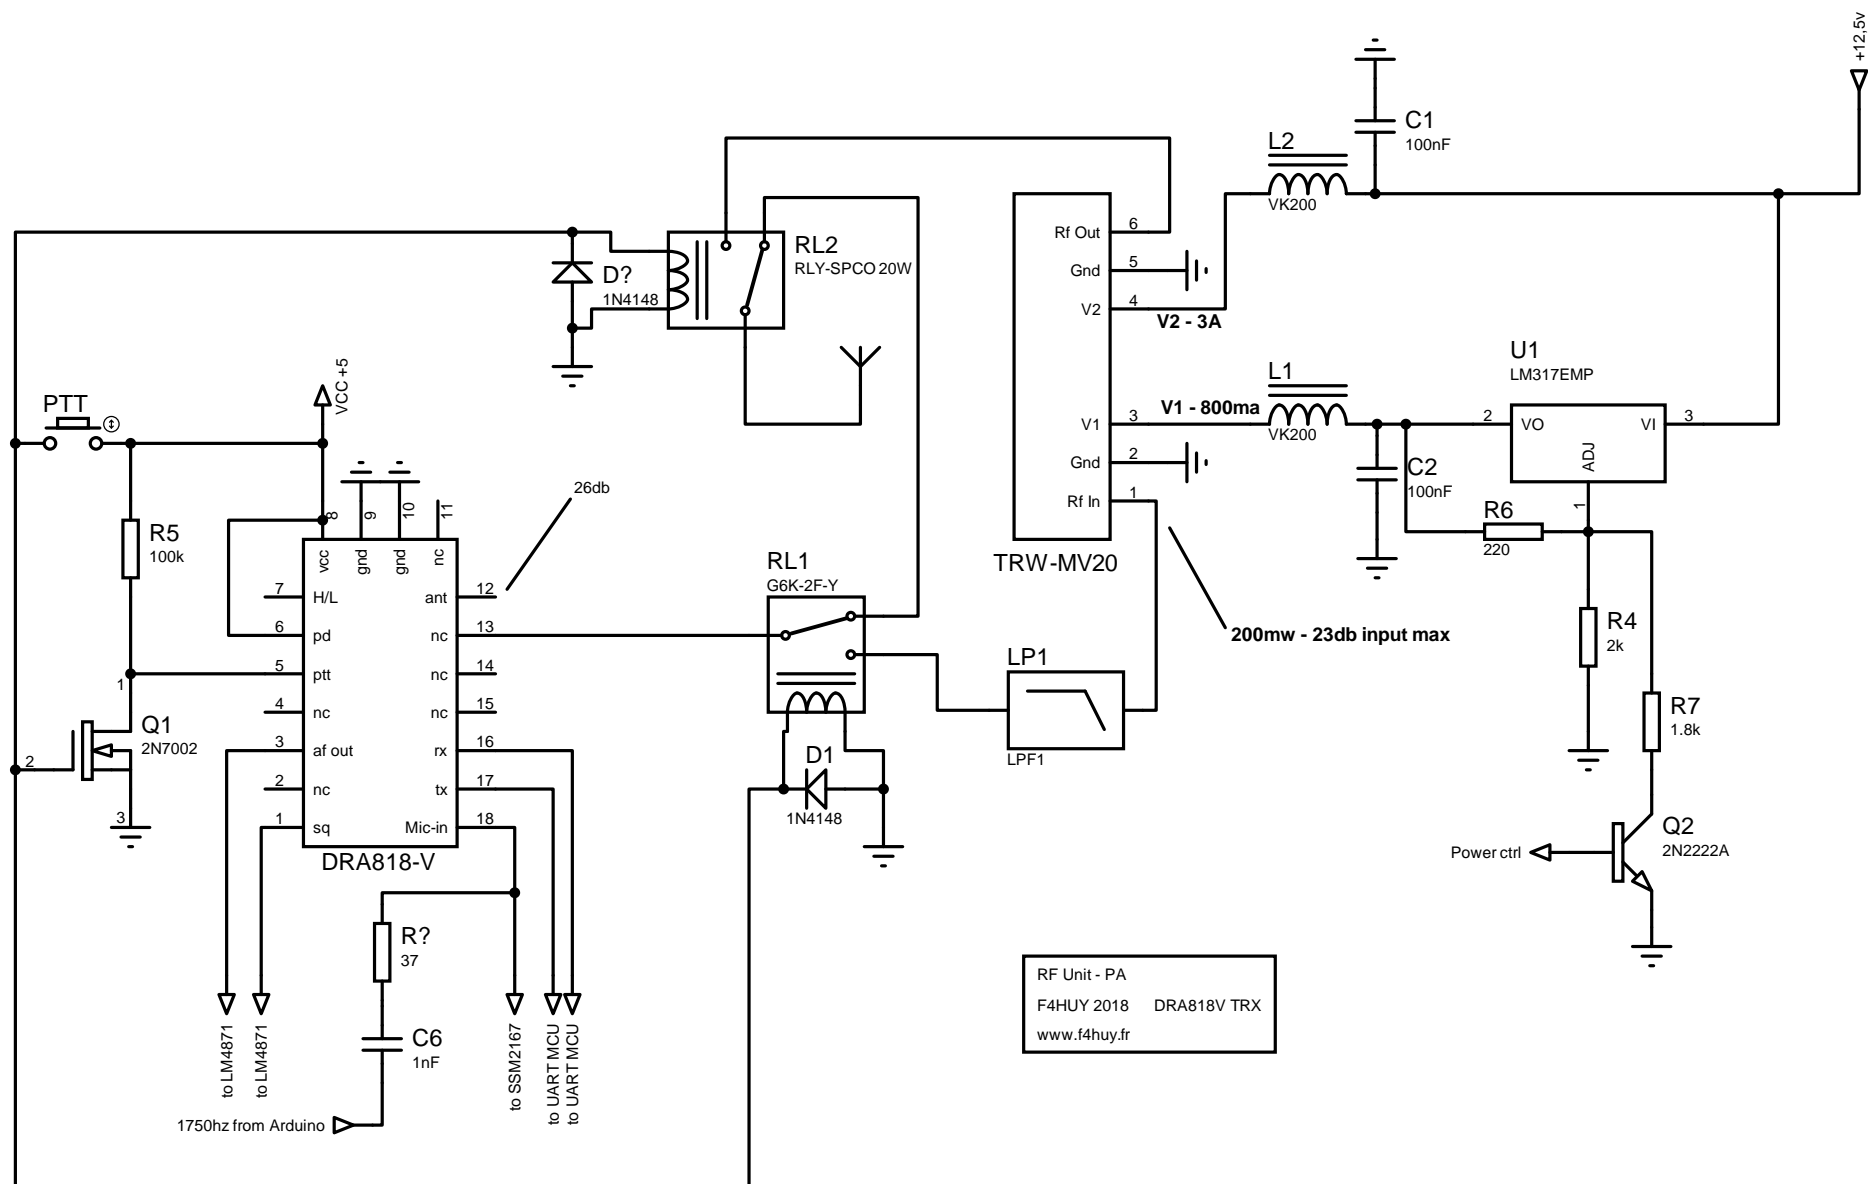 +12,5v
C1
100nF
L2
VK200
Rf Out
6
Gnd
5
V2
4
V2 - 3A
RL2
RLY-SPCO 20W
D?
1N4148
U1
LM317EMP
L1
VK200
V1 - 800ma
V1
3
Gnd
2
Rf In
1
TRW-MV20
2
VO
VI
3
ADJ
1
C2
100nF
R6
220
PTT
VCC +5
26db
R5
100k
8
9
10
11
vcc
gnd
gnd
nc
7
H/L
ant
12
6
pd
nc
13
5
ptt
nc
14
4
nc
nc
15
3
af out
rx
16
2
nc
tx
17
1
sq
Mic-in
18
DRA818-V
RL1
G6K-2F-Y
200mw - 23db input max
R4
2k
LP1
LPF1
R7
1.8k
1
Q1
2N7002
2
3
D1
1N4148
Power ctrl
Q2
2N2222A
R?
37
C6
1nF
to LM4871
to LM4871
to SSM2167
to UART MCU
to UART MCU
1750hz from Arduino
RF Unit - PA
F4HUY 2018 DRA818V TRX
www.f4huy.fr